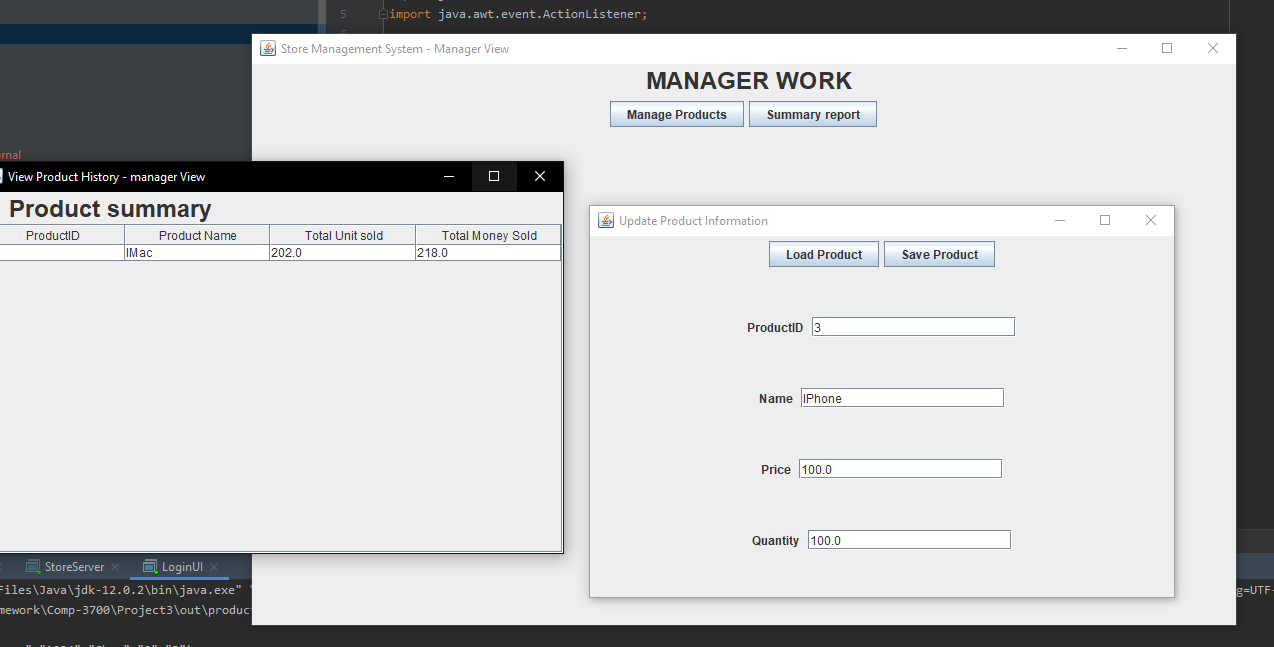 5 import java.awt.event.ActionListener;
Store Management System - Manager View
MANAGER WORK
Manage Products Summary report
rnal
View Product History - manager View
Product summary
ProductID Product Name Total Unit sold Total Money Sold
IMac 202.0 218.0
Update Product Information
Load Product Save Product
ProductID 3
Name IPhone
Price 100.0
Quantity 100.0
StoreServer LoginUI
Files\Java\jdk-12.0.2\bin\java.exe"
g=UTF-
mework\Comp-3700\Project3\out\produc